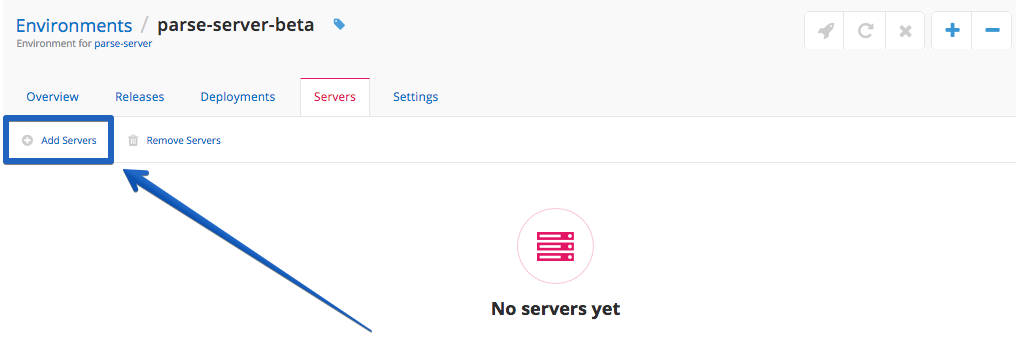 Environments / parse-server-beta
Environment for parse-server
Overview Releases Deployments Servers Settings
Add Servers Remove Servers
No servers yet